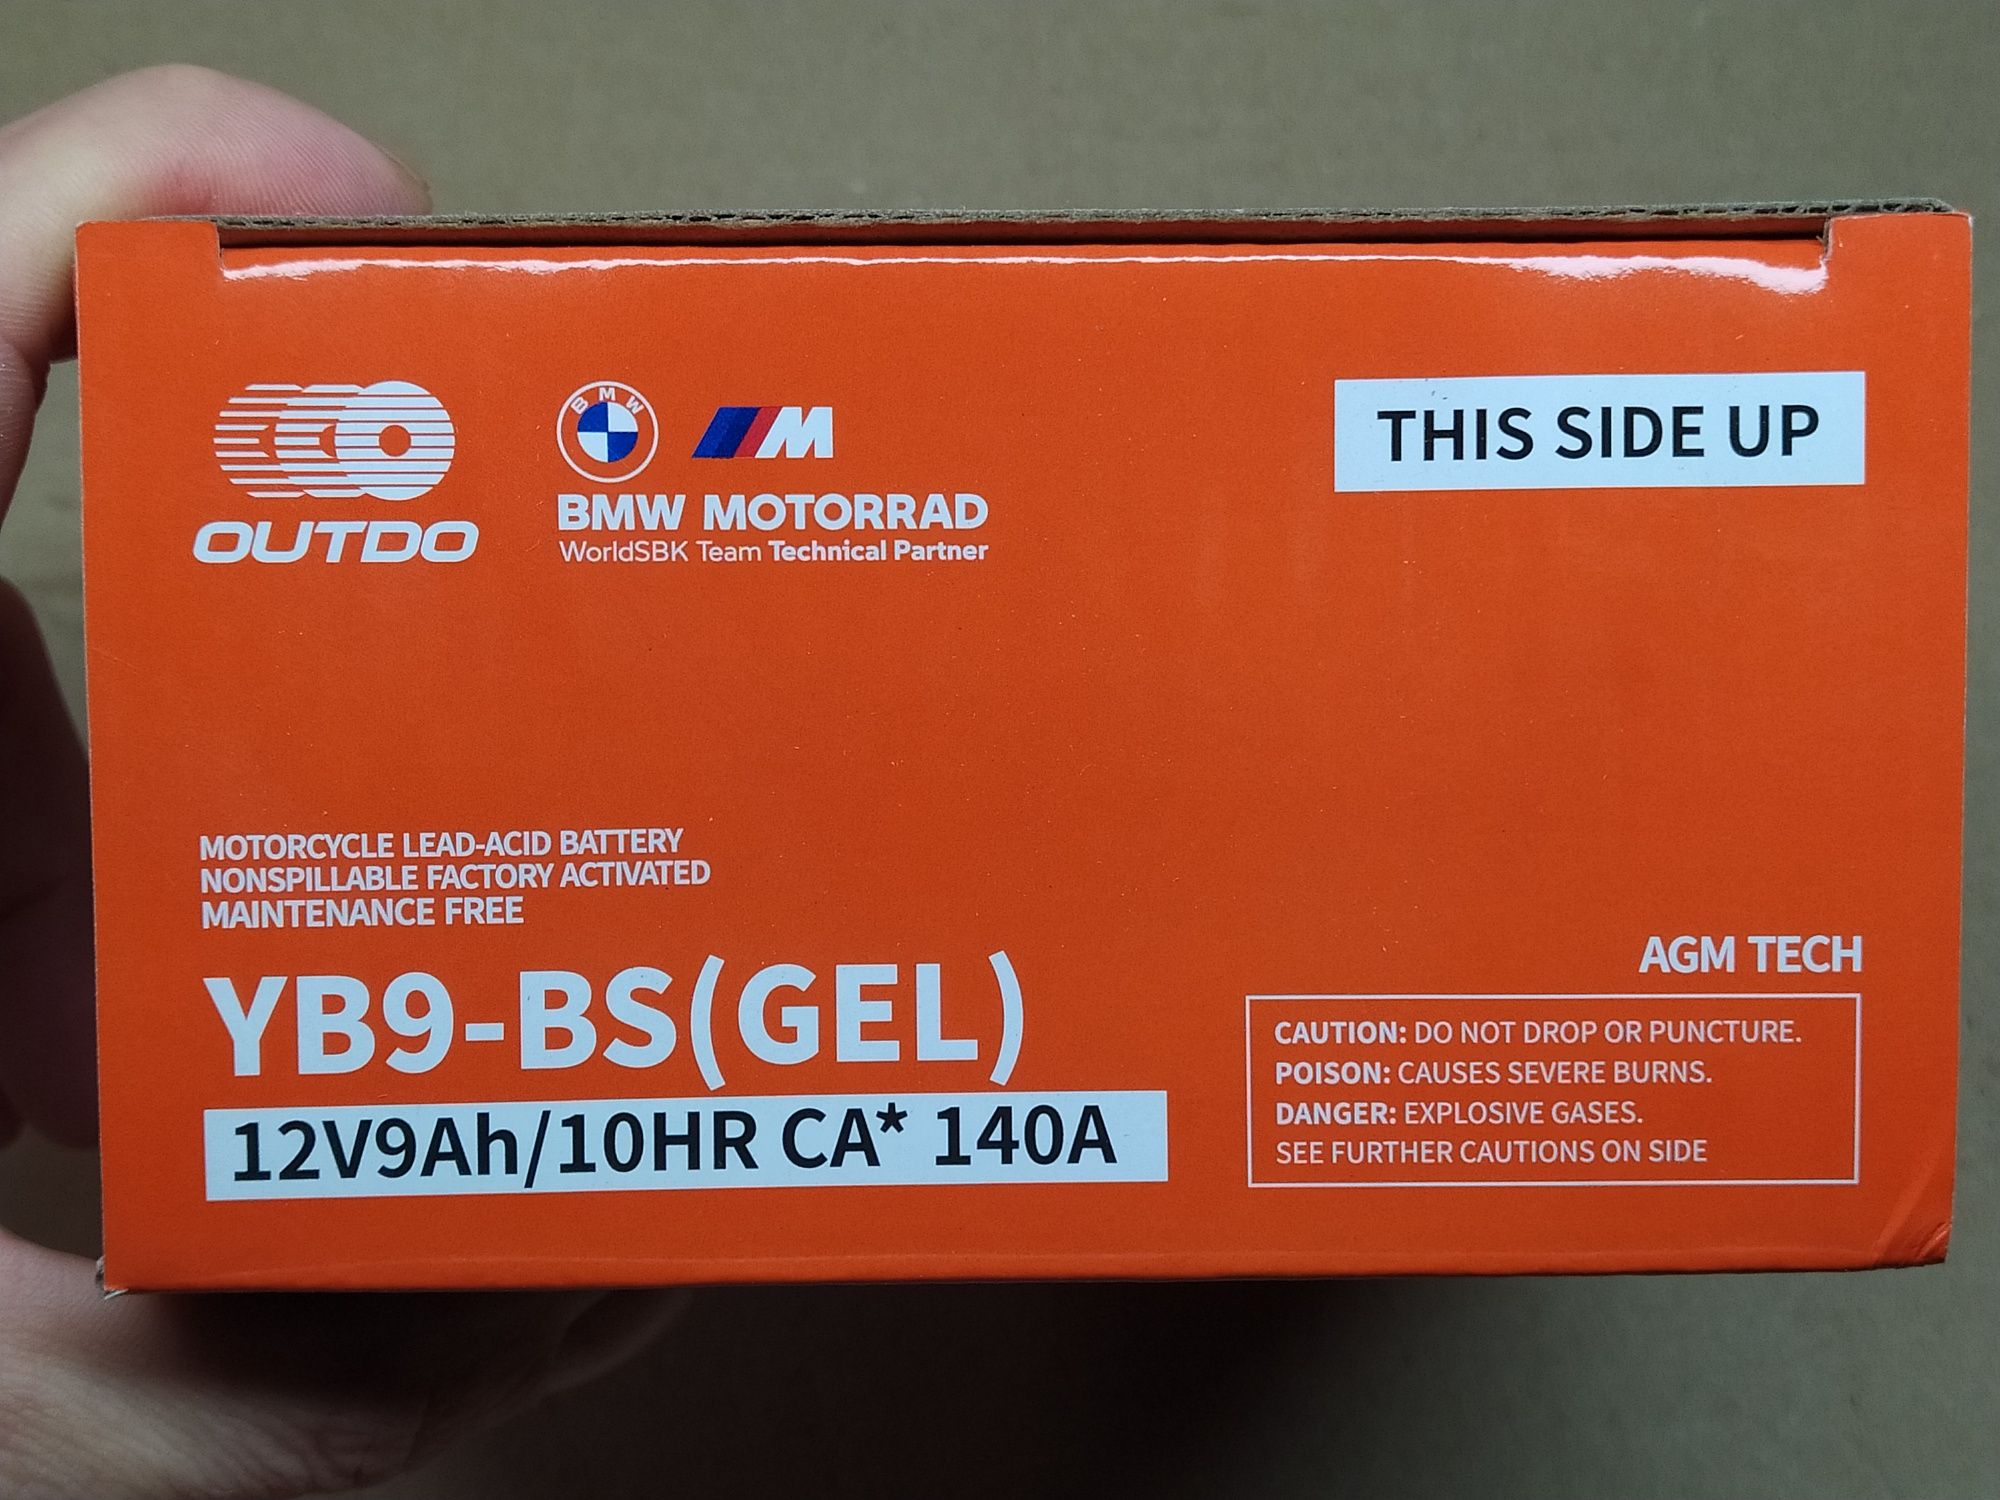 OUTDO
BMW
M
BMW MOTORRAD
WorldSBK Team Technical Partner
THIS SIDE UP
MOTORCYCLE LEAD-ACID BATTERY
NONSPILLABLE FACTORY ACTIVATED
MAINTENANCE FREE
YB9-BS(GEL)
12V9Ah/10HR CA* 140A
AGM TECH
CAUTION: DO NOT DROP OR PUNCTURE.
POISON: CAUSES SEVERE BURNS.
DANGER: EXPLOSIVE GASES.
SEE FURTHER CAUTIONS ON SIDE